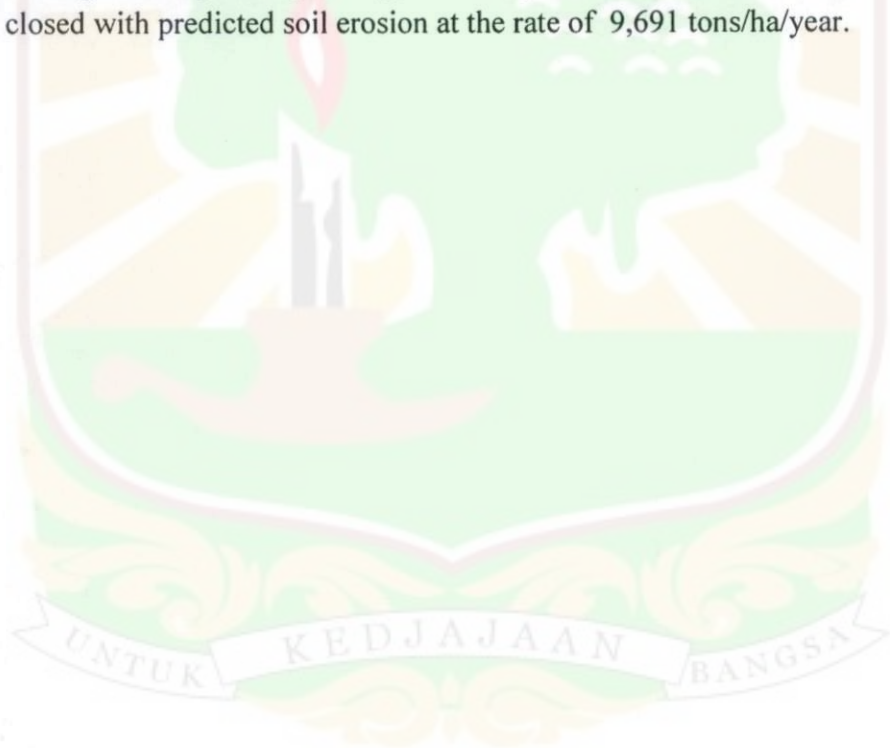 closed with predicted soil erosion at the rate of 9,691 tons/ha/year.
UNTUK KEDJAJAAN BANGSA